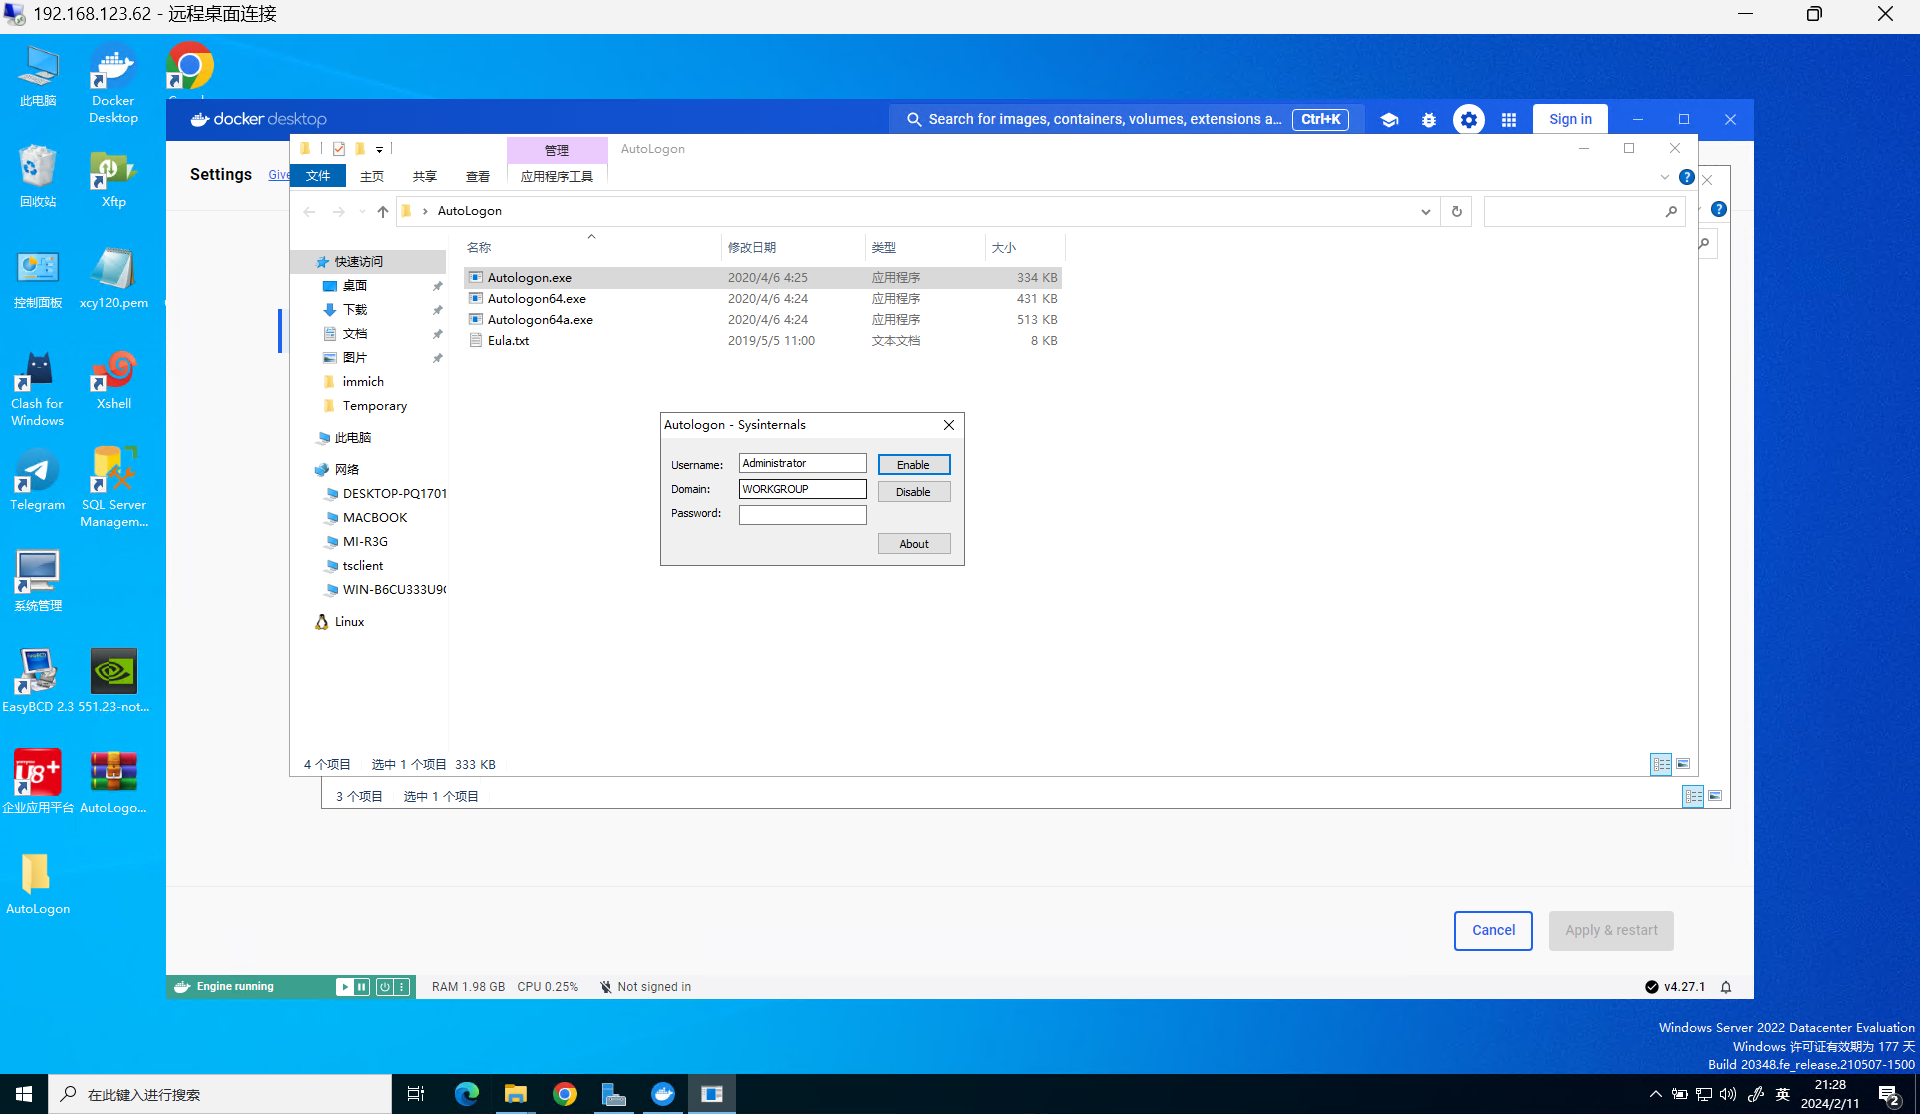 192.168.123.62 - 远程桌面连接
此电脑
Docker Desktop
回收站
Xftp
控制面板
xcy120.pem
Clash for Windows
Xshell
Telegram
SQL Server Managem...
系统管理
EasyBCD 2.3
551.23-not...
企业应用平台
AutoLogo...
AutoLogon
docker desktop
Search for images, containers, volumes, extensions a...
Ctrl+K
Sign in
Settings
Give
管理
AutoLogon
文件
主页
共享
查看
应用程序工具
AutoLogon
名称
修改日期
类型
大小
Autologon.exe 2020/4/6 4:25 应用程序 334 KB
Autologon64.exe 2020/4/6 4:24 应用程序 431 KB
Autologon64a.exe 2020/4/6 4:24 应用程序 513 KB
Eula.txt 2019/5/5 11:00 文本文档 8 KB
快速访问
桌面
下载
文档
图片
immich
Temporary
此电脑
网络
DESKTOP-PQ1701
MACBOOK
MI-R3G
tsclient
WIN-B6CU333U9
Linux
Autologon - Sysinternals
Username: Administrator
Enable
Domain: WORKGROUP
Disable
Password:
About
4 个项目 选中 1 个项目 333 KB
3 个项目 选中 1 个项目
Cancel
Apply & restart
Engine running
RAM 1.98 GB CPU 0.25%
Not signed in
v4.27.1
Windows Server 2022 Datacenter Evaluation
Windows 许可证有效期为 177 天
Build 20348.fe_release.210507-1500
在此键入进行搜索
英
21:28
2024/2/11
2